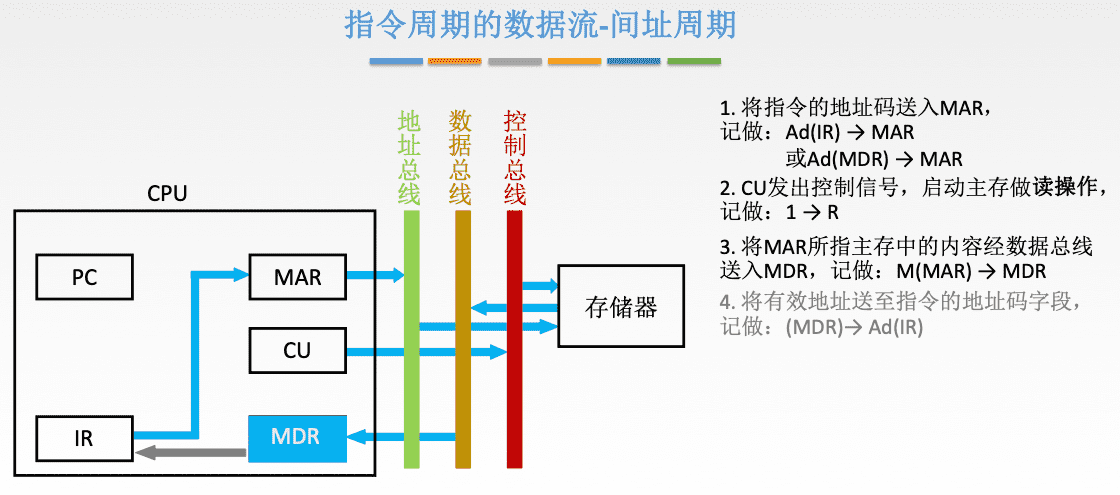 指令周期的数据流-间址周期
地址总线
数据总线
控制总线
CPU
PC
MAR
CU
IR
MDR
存储器
1. 将指令的地址码送入MAR，
记做：Ad(IR) → MAR
或Ad(MDR) → MAR
2. CU发出控制信号，启动主存做读操作，
记做：1 → R
3. 将MAR所指主存中的内容经数据总线
送入MDR，记做：M(MAR) → MDR
4. 将有效地址送至指令的地址码字段，
记做：(MDR)→ Ad(IR)